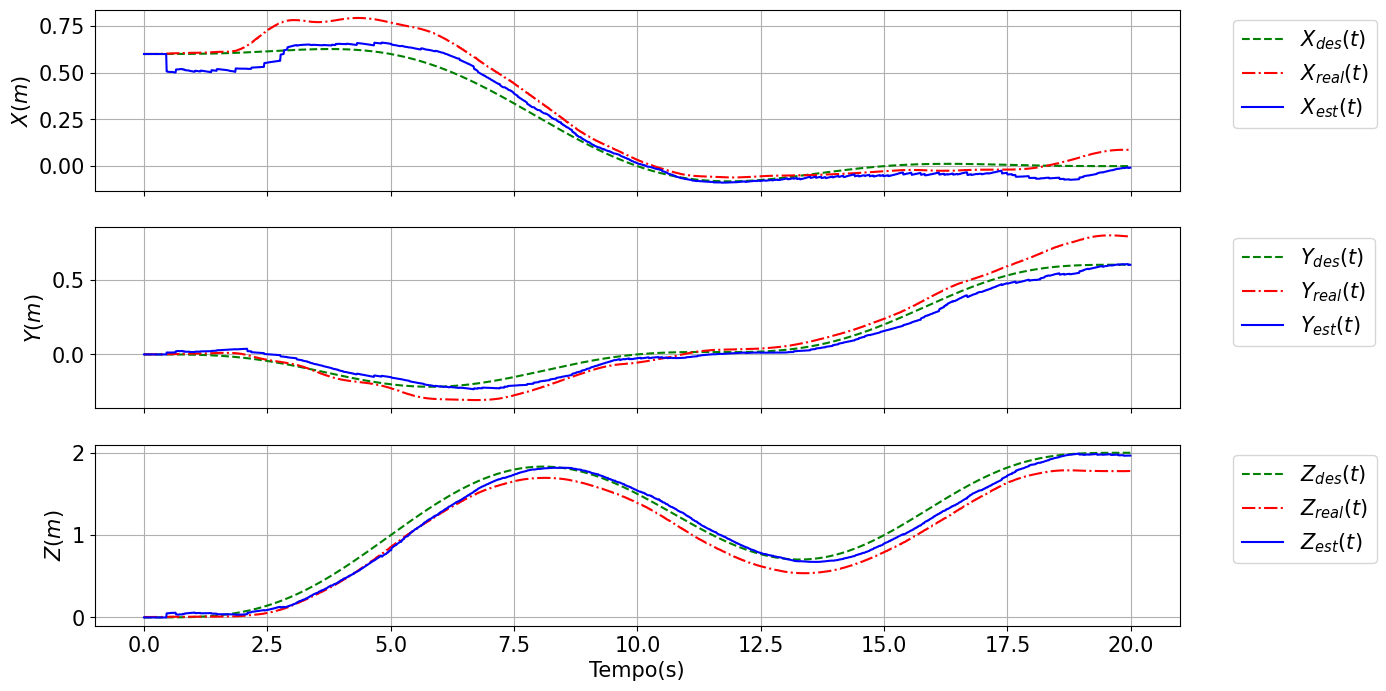 0.75
0.50
0.25
0.00
X(m)
X_des(t)
X_real(t)
X_est(t)
0.5
0.0
Y(m)
Y_des(t)
Y_real(t)
Y_est(t)
2
1
0
Z(m)
Z_des(t)
Z_real(t)
Z_est(t)
0.0 2.5 5.0 7.5 10.0 12.5 15.0 17.5 20.0
Tempo(s)